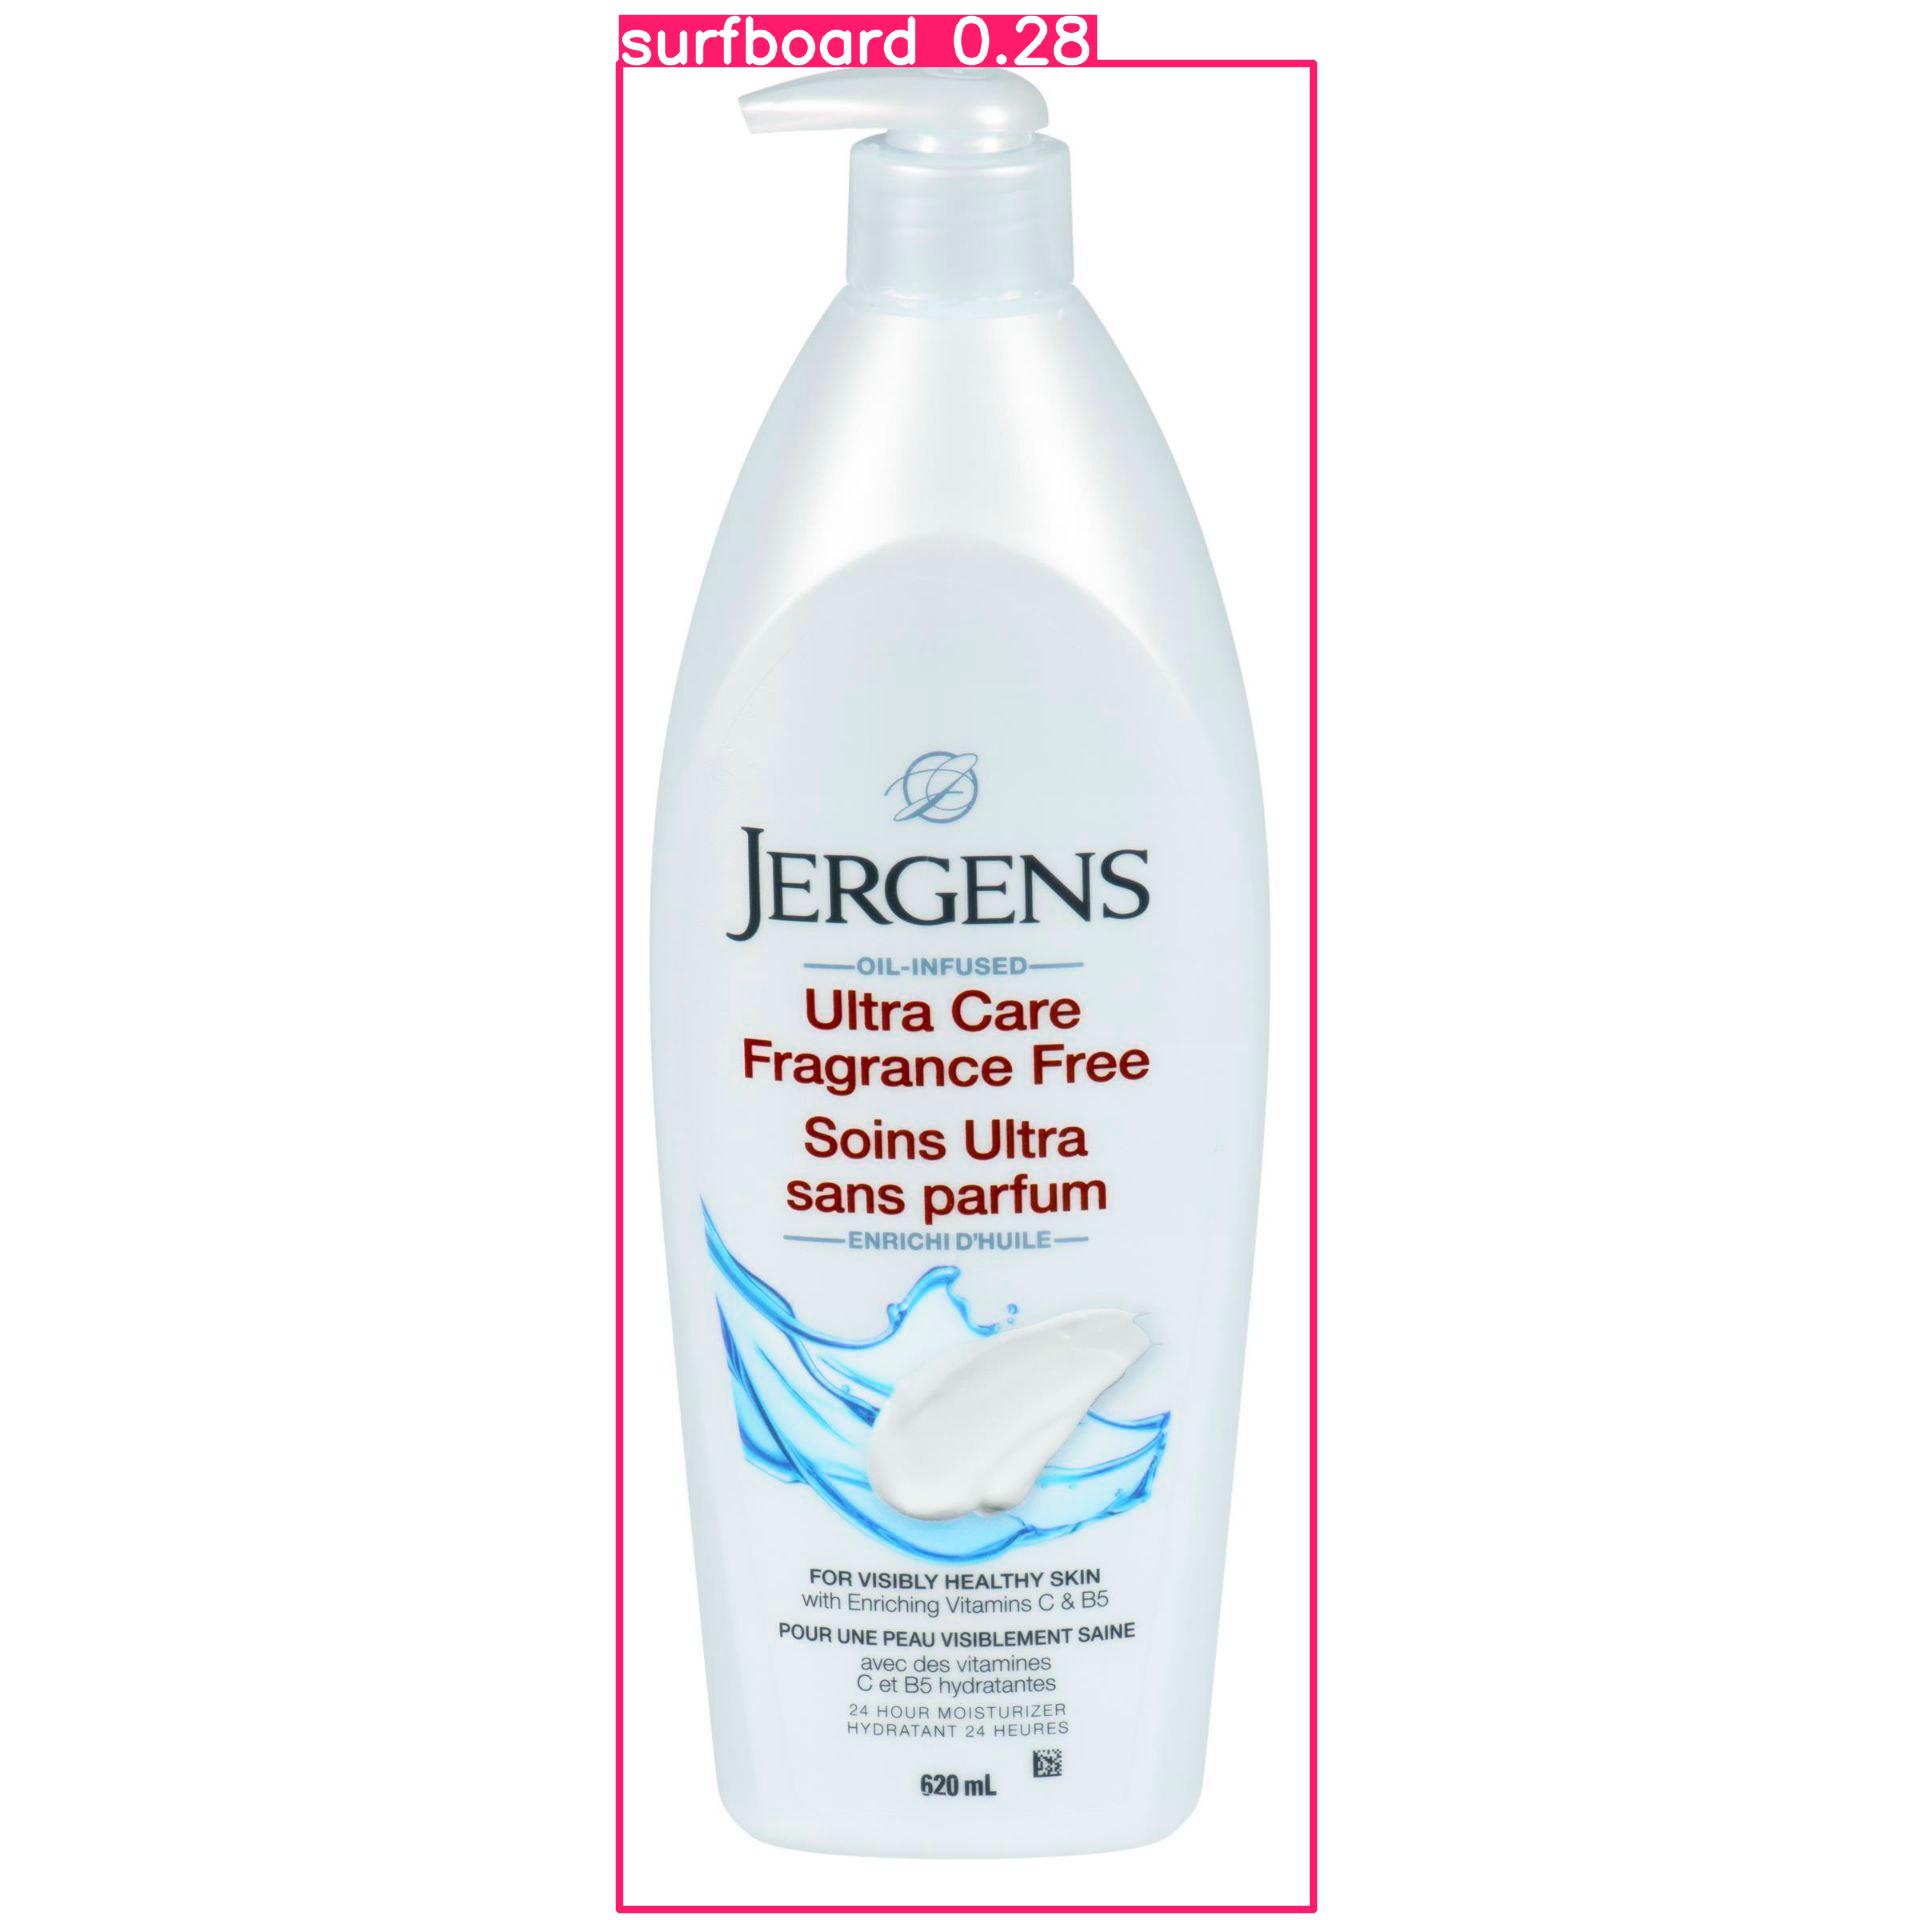 surfboard 0.28
JERGENS
OIL-INFUSED
Ultra Care
Fragrance Free
Soins Ultra
sans parfum
ENRICHI D'HUILE
FOR VISIBLY HEALTHY SKIN
with Enriching Vitamins C & B5
POUR UNE PEAU VISIBLEMENT SAINE
avec des vitamines
C et B5 hydratantes
24 HOUR MOISTURIZER
HYDRATANT 24 HEURES
620 mL